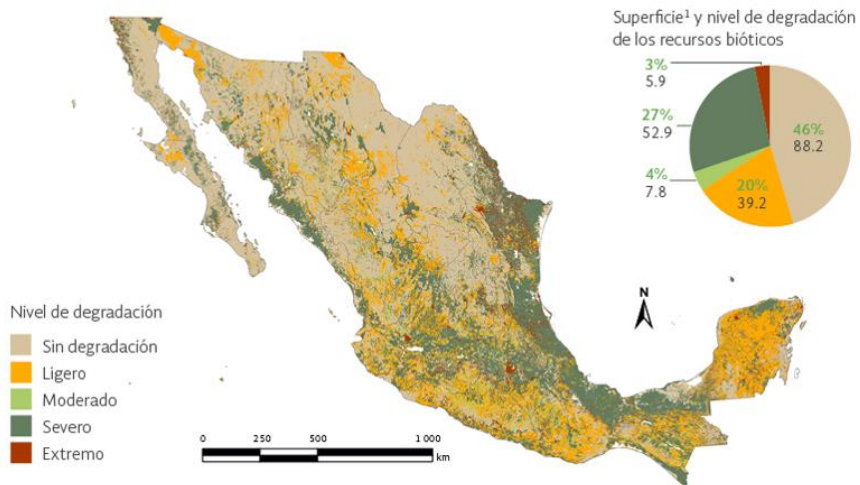 Superficie¹ y nivel de degradación
de los recursos bióticos
3%
5.9
27%
52.9
46%
88.2
4%
7.8
20%
39.2
N
Nivel de degradación
Sin degradación
Ligero
Moderado
Severo
Extremo
0 250 500 1 000
km